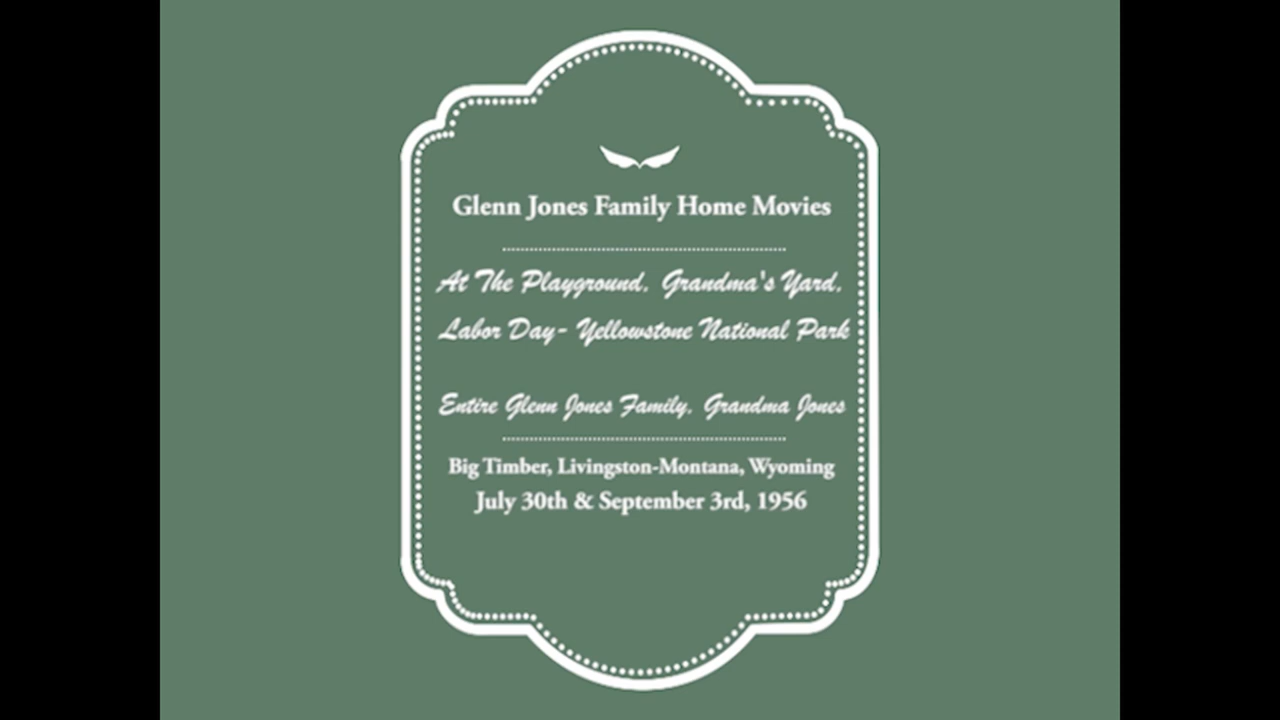 Glenn Jones Family Home Movies
At The Playground, Grandma's Yard,
Labor Day- Yellowstone National Park
Entire Glenn Jones Family, Grandma Jones
Big Timber, Livingston-Montana, Wyoming
July 30th & September 3rd, 1956